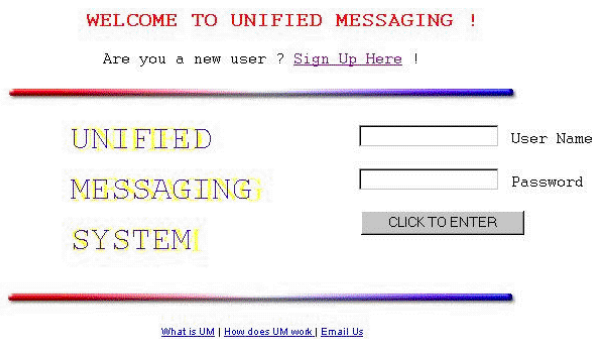 WELCOME TO UNIFIED MESSAGING !
Are you a new user ? Sign Up Here !
UNIFIED
MESSAGING
SYSTEM
User Name
Password
CLICK TO ENTER
What is UM | How does UM work | Email Us